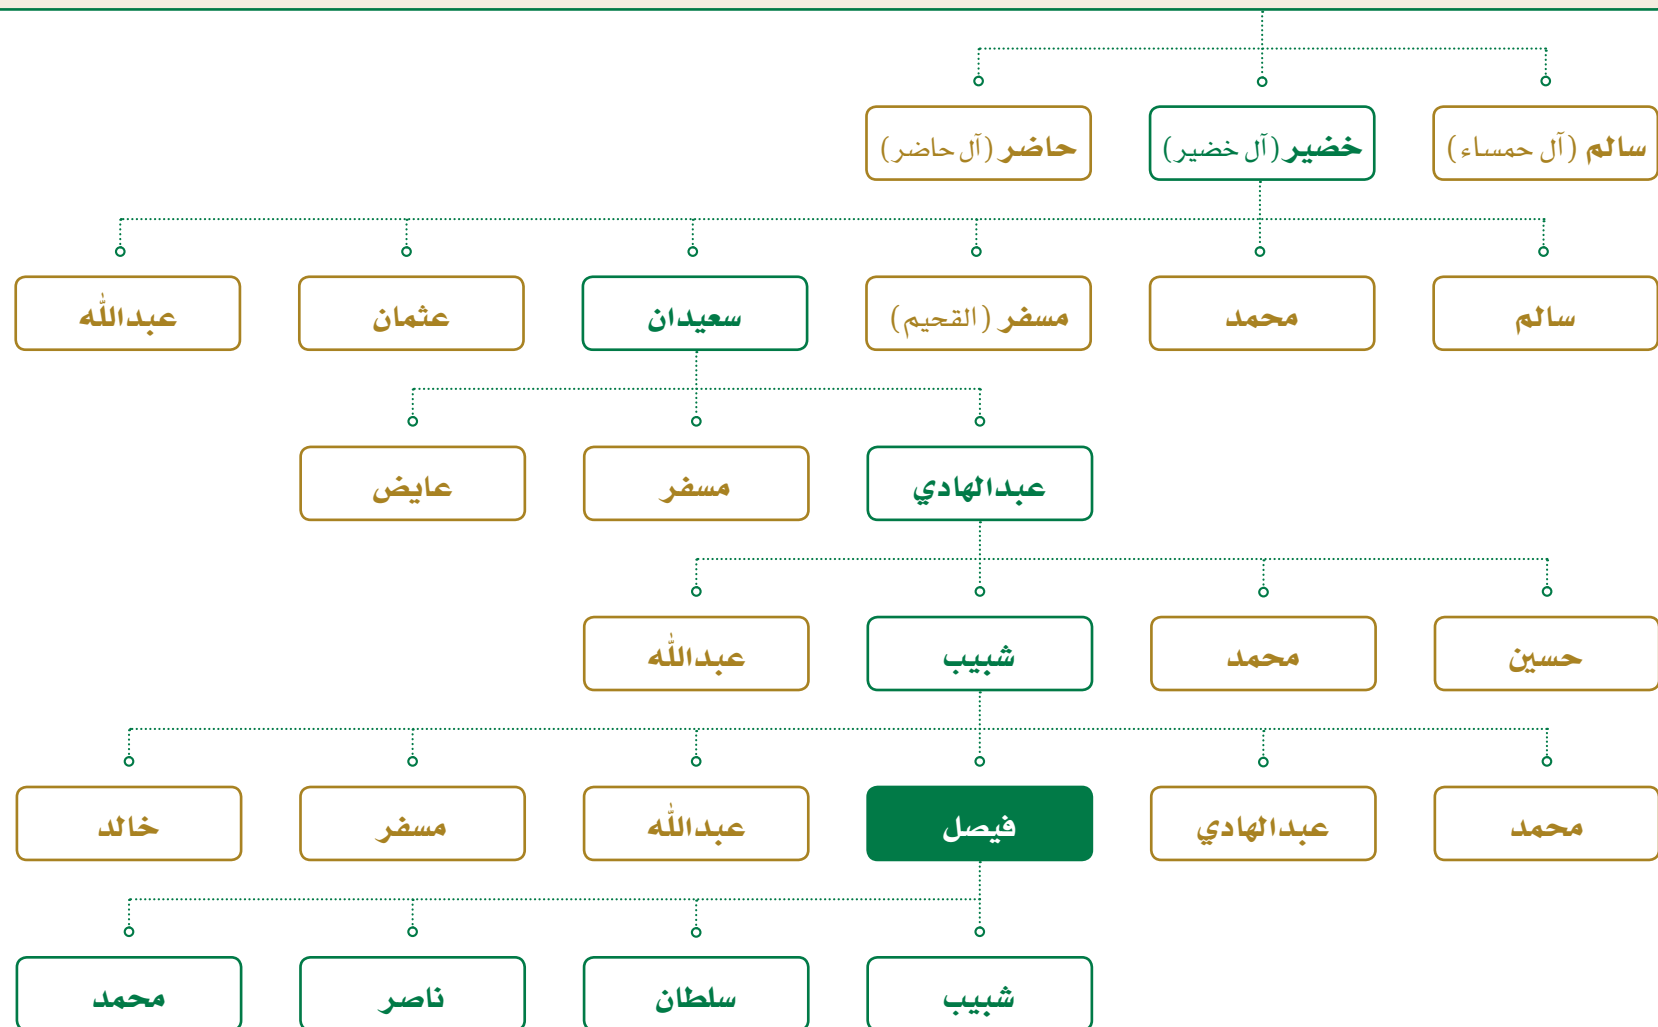 سالم (آل حمساء)
خضير (آل خضير)
حاضر (آل حاضر)
سالم
محمد
مسفر (القحيم)
سعيدان
عثمان
عبدالله
عبدالهادي
مسفر
عايض
حسين
محمد
شبيب
عبدالله
محمد
عبدالهادي
فيصل
عبدالله
مسفر
خالد
شبيب
سلطان
ناصر
محمد